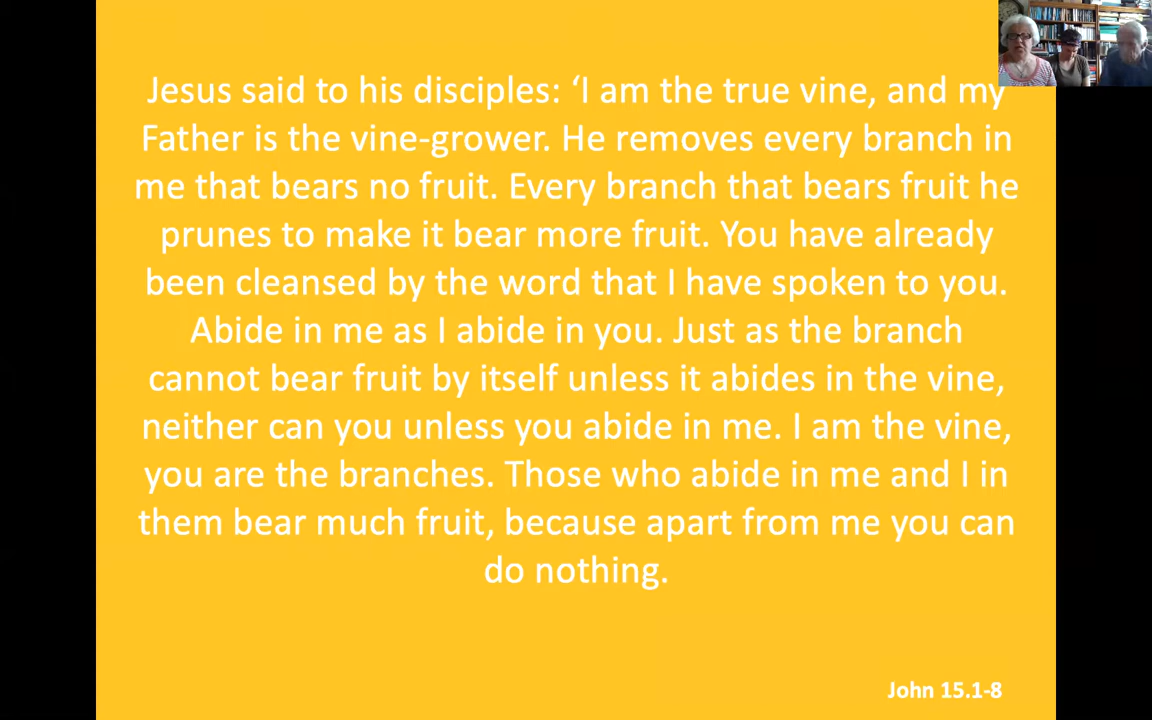 Jesus said to his disciples: ‘I am the true vine, and my
Father is the vine-grower. He removes every branch in
me that bears no fruit. Every branch that bears fruit he
prunes to make it bear more fruit. You have already
been cleansed by the word that I have spoken to you.
Abide in me as I abide in you. Just as the branch
cannot bear fruit by itself unless it abides in the vine,
neither can you unless you abide in me. I am the vine,
you are the branches. Those who abide in me and I in
them bear much fruit, because apart from me you can
do nothing.
John 15.1-8